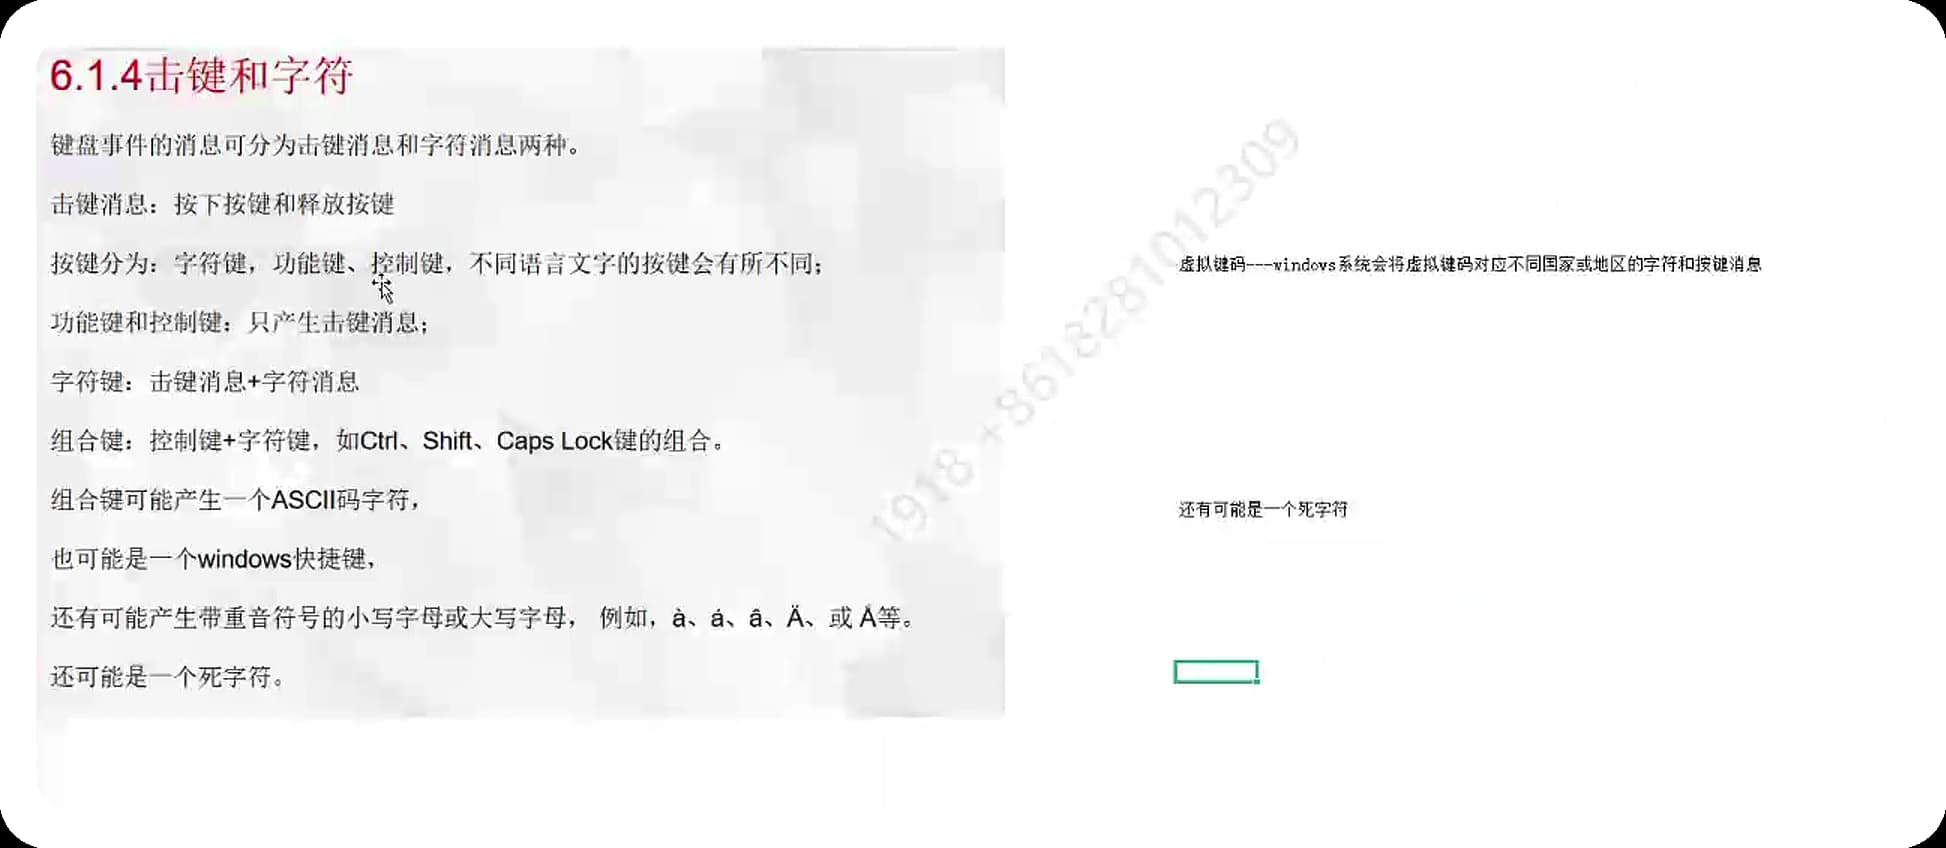 6.1.4击键和字符
键盘事件的消息可分为击键消息和字符消息两种。
击键消息：按下按键和释放按键
按键分为：字符键，功能键、控制键，不同语言文字的按键会有所不同；
虚拟键码---windows系统会将虚拟键码对应不同国家或地区的字符和按键消息
功能键和控制键：只产生击键消息；
字符键：击键消息+字符消息
组合键：控制键+字符键，如Ctrl、Shift、Caps Lock键的组合。
组合键可能产生一个ASCII码字符，
还有可能是一个死字符
也可能是一个windows快捷键，
还有可能产生带重音符号的小写字母或大写字母， 例如，à、á、â、Ä、或 Á等。
还可能是一个死字符。
1918 +8618281012309